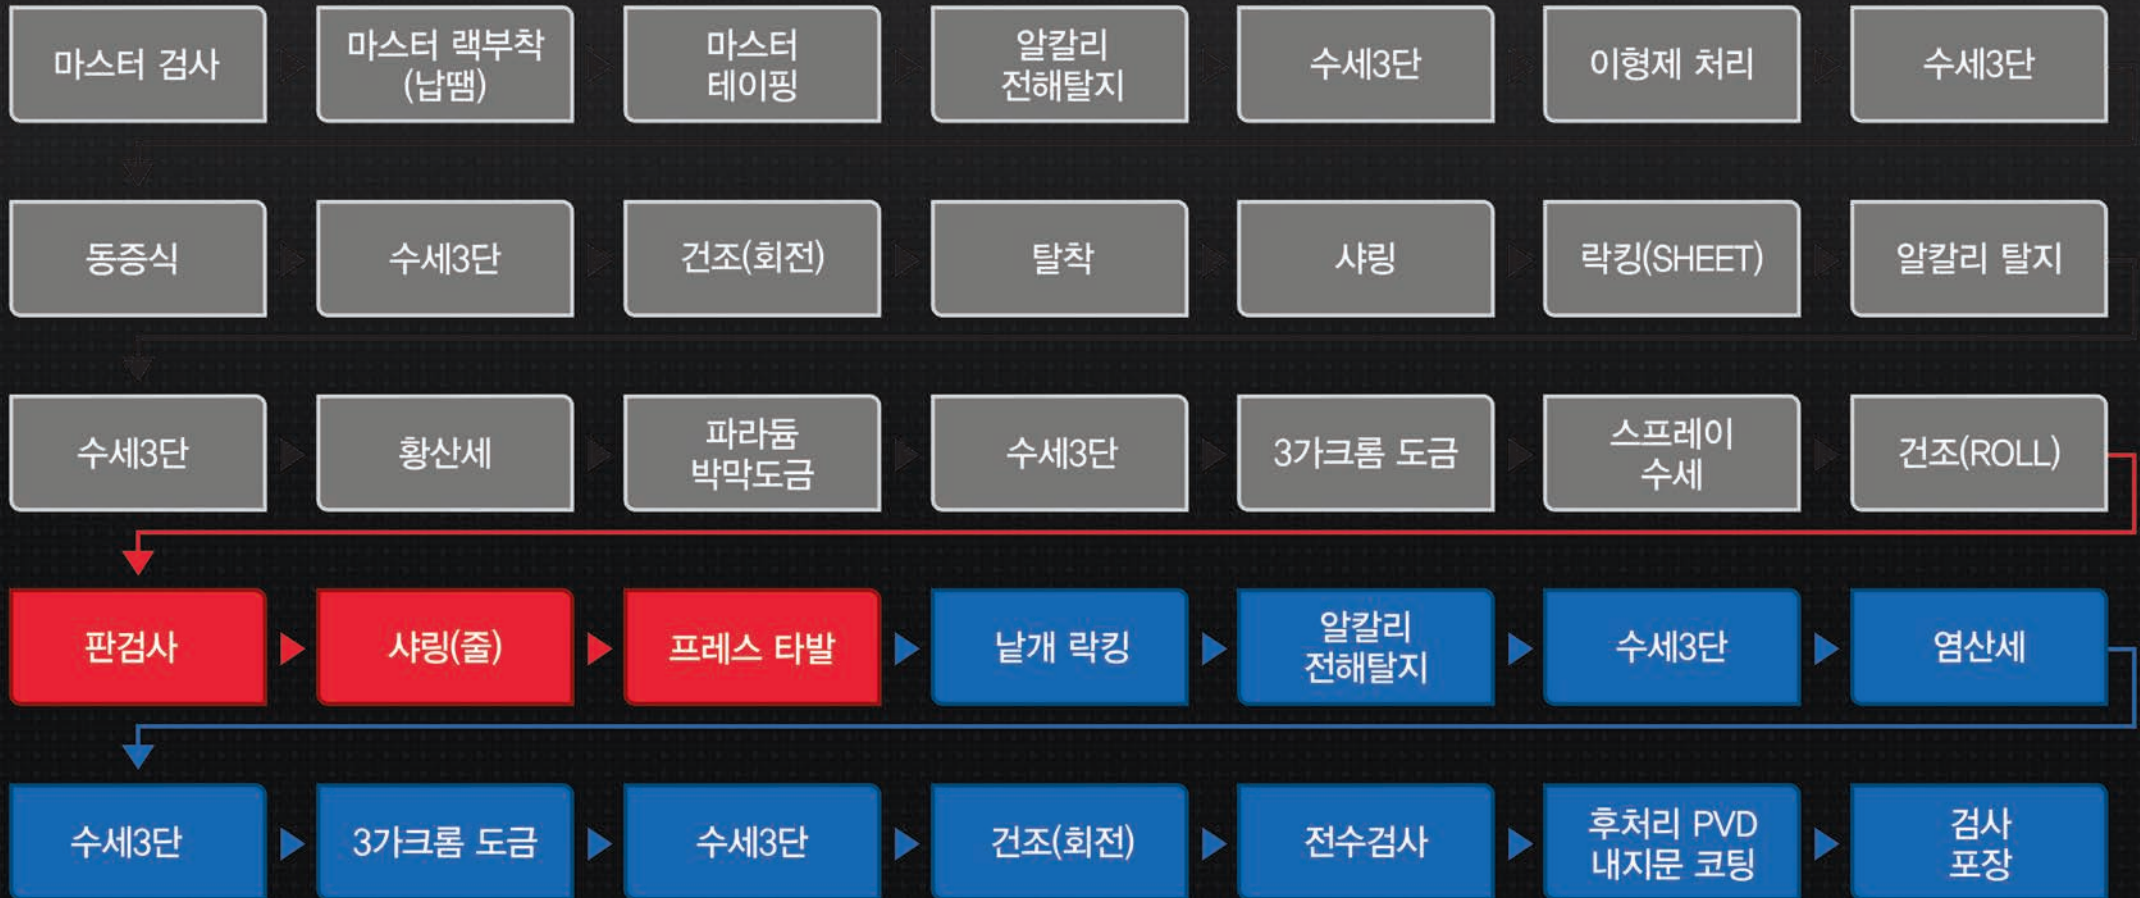 마스터 검사
마스터 랙부착
(납땜)
마스터
테이핑
알칼리
전해탈지
수세3단
이형제 처리
수세3단
동증식
수세3단
건조(회전)
탈착
샤링
락킹(SHEET)
알칼리 탈지
수세3단
황산세
파라듐
박막도금
수세3단
3가크롬 도금
스프레이
수세
건조(ROLL)
판검사
샤링(줄)
프레스 타발
낱개 락킹
알칼리
전해탈지
수세3단
염산세
수세3단
3가크롬 도금
수세3단
건조(회전)
전수검사
후처리 PVD
내지문 코팅
검사
포장